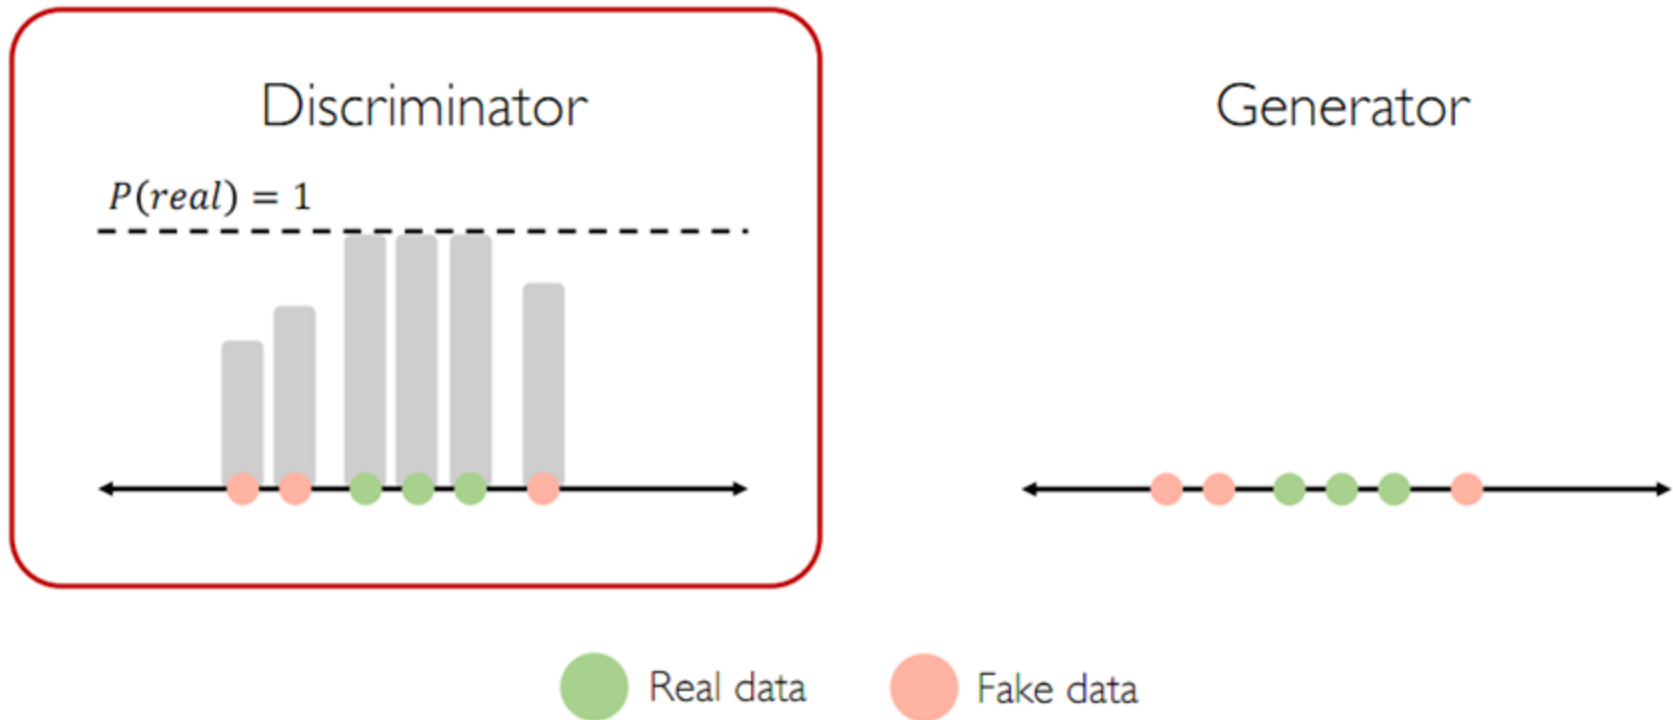 Discriminator
Generator
P(real) = 1
Real data
Fake data